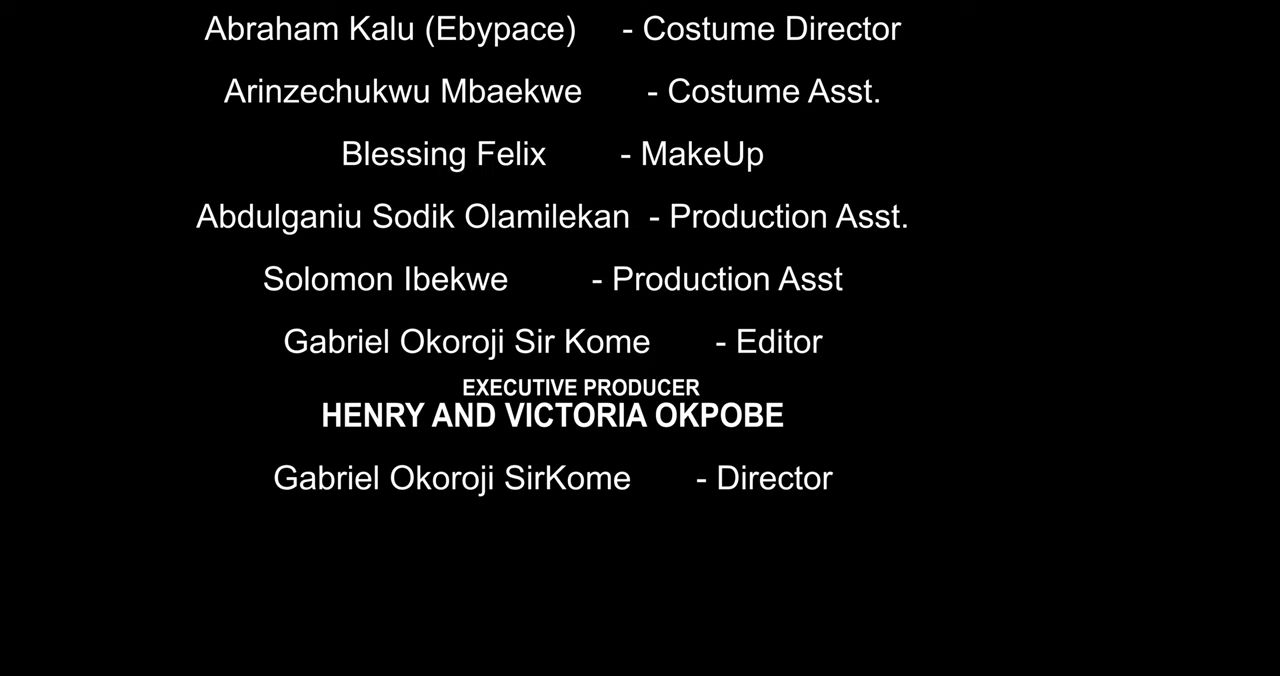 Abraham Kalu (Ebypace) - Costume Director
Arinzechukwu Mbaekwe - Costume Asst.
Blessing Felix - MakeUp
Abdulganiu Sodik Olamilekan - Production Asst.
Solomon Ibekwe - Production Asst
Gabriel Okoroji Sir Kome - Editor
EXECUTIVE PRODUCER
HENRY AND VICTORIA OKPOBE
Gabriel Okoroji SirKome - Director